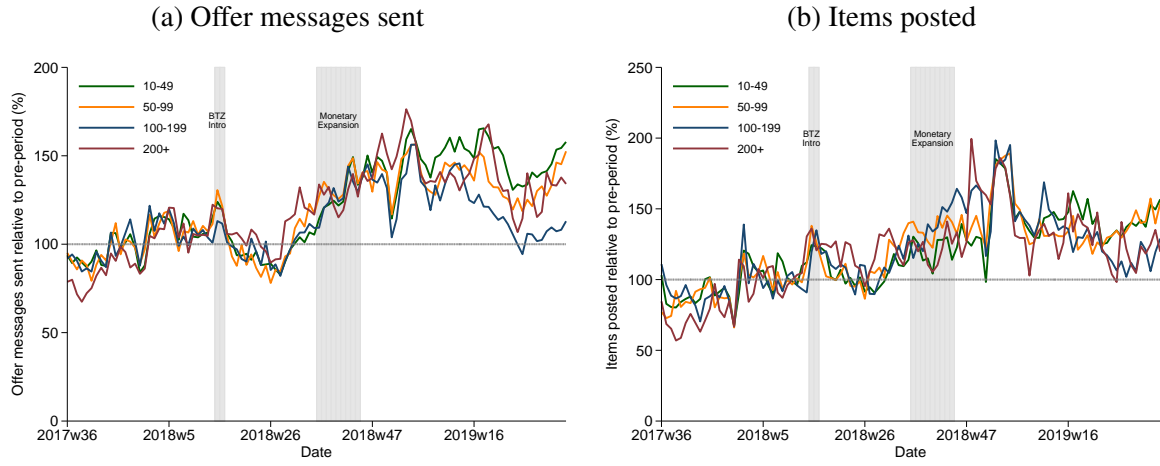 (a) Offer messages sent
Offer messages sent relative to pre-period (%)
200
150
100
50
0
10-49
50-99
100-199
200+
BTZ
Intro
Monetary
Expansion
2017w36
2018w5
2018w26
2018w47
2019w16
Date
(b) Items posted
Items posted relative to pre-period (%)
250
200
150
100
50
0
10-49
50-99
100-199
200+
BTZ
Intro
Monetary
Expansion
2017w36
2018w5
2018w26
2018w47
2019w16
Date